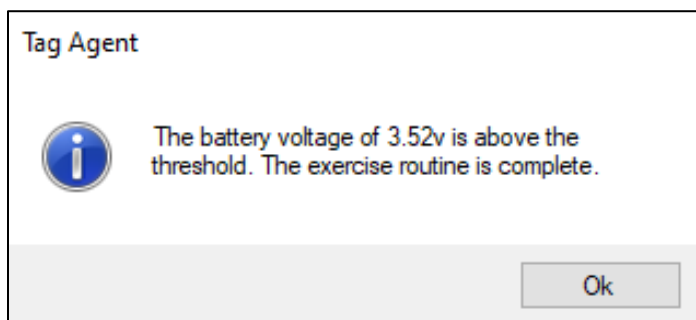 Tag Agent
The battery voltage of 3.52v is above the
threshold. The exercise routine is complete.
Ok